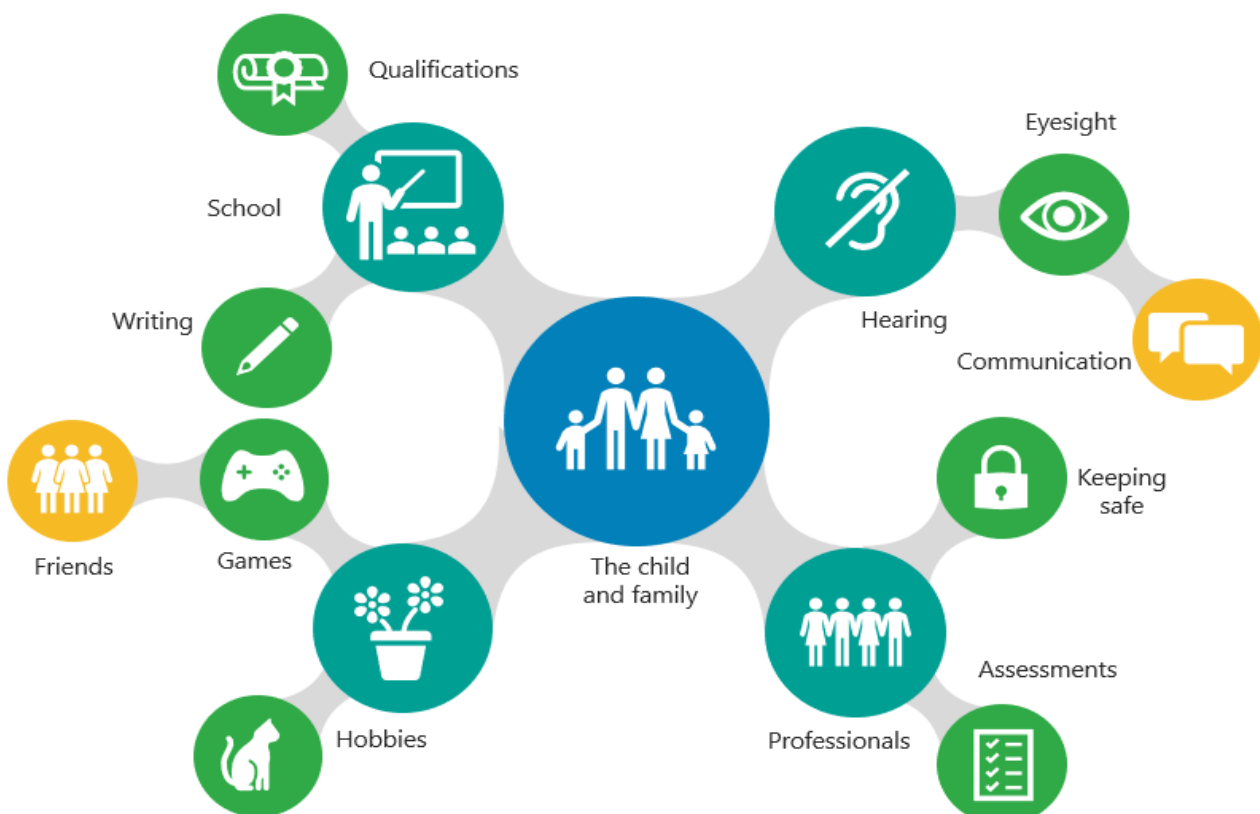 Qualifications
School
Writing
Friends
Games
Hobbies
The child
and family
Eyesight
Hearing
Communication
Keeping
safe
Assessments
Professionals